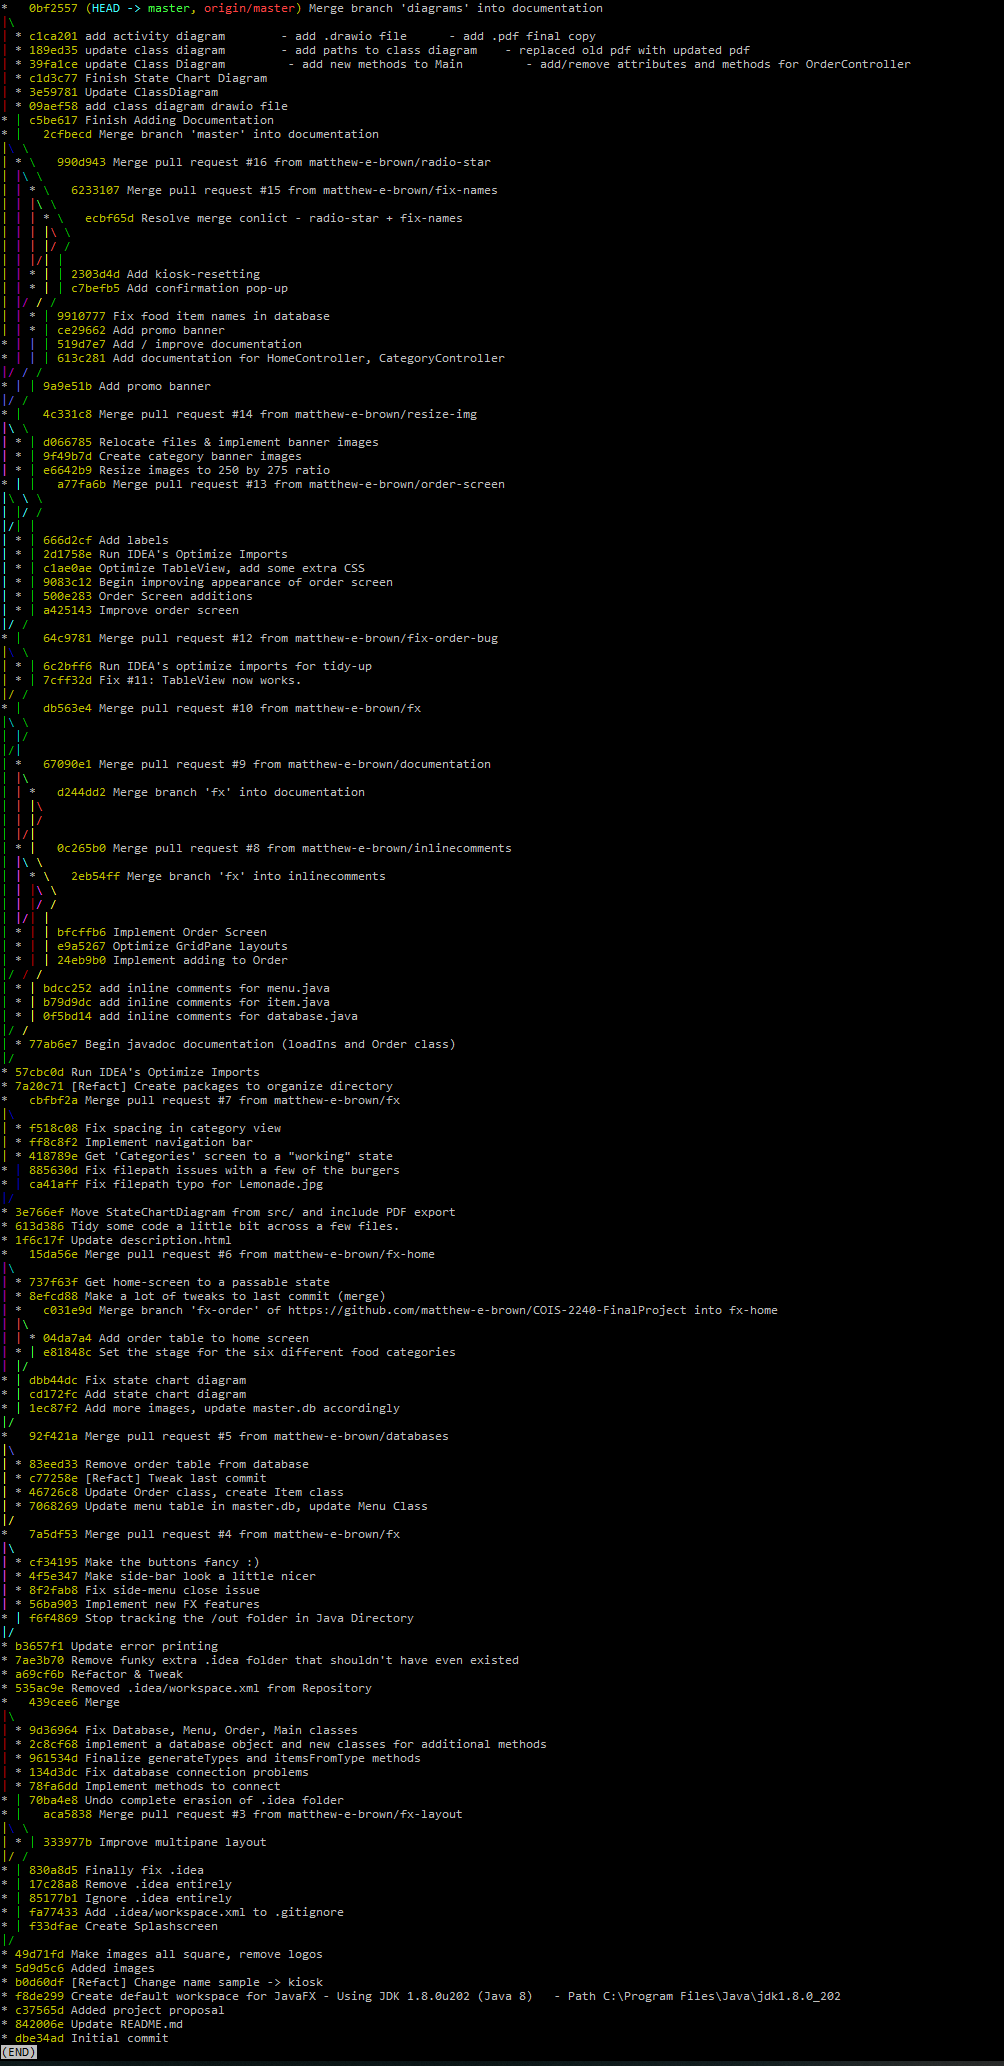 * 0bf2557 (HEAD -> master, origin/master) Merge branch 'diagrams' into documentation
* c1ca201 add activity diagram - add .drawio file - add .pdf final copy
* 189ed35 update class diagram - add paths to class diagram - replaced old pdf with updated pdf
* 39fa1ce update Class Diagram - add new methods to Main - add/remove attributes and methods for OrderController
* c1d3c77 Finish State Chart Diagram
* 3e59781 Update ClassDiagram
* 09aef58 add class diagram drawio file
* | c5be617 Finish Adding Documentation
* | 2cfbecd Merge branch 'master' into documentation
* \ 990d943 Merge pull request #16 from matthew-e-brown/radio-star
* \ 6233107 Merge pull request #15 from matthew-e-brown/fix-names
* \ ecbf65d Resolve merge conlict - radio-star + fix-names
* | | 2303d4d Add kiosk-resetting
* | | c7befb5 Add confirmation pop-up
* | 9910777 Fix food item names in database
* | ce29662 Add promo banner
* | | | 519d7e7 Add / improve documentation
* | | | 613c281 Add documentation for HomeController, CategoryController
* | | 9a9e51b Add promo banner
* | 4c331c8 Merge pull request #14 from matthew-e-brown/resize-img
* | d066785 Relocate files & implement banner images
* | 9f49b7d Create category banner images
* | e6642b9 Resize images to 250 by 275 ratio
* | | a77fa6b Merge pull request #13 from matthew-e-brown/order-screen
* | 666d2cf Add labels
* | 2d1758e Run IDEA's Optimize Imports
* | c1ae0ae Optimize TableView, add some extra CSS
* | 9083c12 Begin improving appearance of order screen
* | 500e283 Order Screen additions
* | a425143 Improve order screen
* | 64c9781 Merge pull request #12 from matthew-e-brown/fix-order-bug
* | 6c2bff6 Run IDEA's optimize imports for tidy-up
* | 7cff32d Fix #11: TableView now works.
* | db563e4 Merge pull request #10 from matthew-e-brown/fx
* 67090e1 Merge pull request #9 from matthew-e-brown/documentation
* d244dd2 Merge branch 'fx' into documentation
* | 0c265b0 Merge pull request #8 from matthew-e-brown/inlinecomments
* \ 2eb54ff Merge branch 'fx' into inlinecomments
* | | bfcffb6 Implement Order Screen
* | | e9a5267 Optimize GridPane layouts
* | | 24eb9b0 Implement adding to Order
* | bdcc252 add inline comments for menu.java
* | b79d9dc add inline comments for item.java
* | 0f5bd14 add inline comments for database.java
* 77ab6e7 Begin javadoc documentation (loadIns and Order class)
* 57cbc0d Run IDEA's Optimize Imports
* 7a20c71 [Refact] Create packages to organize directory
* cbfbf2a Merge pull request #7 from matthew-e-brown/fx
* f518c08 Fix spacing in category view
* ff8c8f2 Implement navigation bar
* 418789e Get 'Categories' screen to a "working" state
* | 885630d Fix filepath issues with a few of the burgers
* | ca41aff Fix filepath typo for Lemonade.jpg
* 3e766ef Move StateChartDiagram from src/ and include PDF export
* 613d386 Tidy some code a little bit across a few files.
* 1f6c17f Update description.html
* 15da56e Merge pull request #6 from matthew-e-brown/fx-home
* 737f63f Get home-screen to a passable state
* 8efcd88 Make a lot of tweaks to last commit (merge)
* c031e9d Merge branch 'fx-order' of https://github.com/matthew-e-brown/COIS-2240-FinalProject into fx-home
* 04da7a4 Add order table to home screen
* | e81848c Set the stage for the six different food categories
* | dbb44dc Fix state chart diagram
* | cd172fc Add state chart diagram
* | 1ec87f2 Add more images, update master.db accordingly
* 92f421a Merge pull request #5 from matthew-e-brown/databases
* 83eed33 Remove order table from database
* c77258e [Refact] Tweak last commit
* 46726c8 Update Order class, create Item class
* 7068269 Update menu table in master.db, update Menu Class
* 7a5df53 Merge pull request #4 from matthew-e-brown/fx
* cf34195 Make the buttons fancy :)
* 4f5e347 Make side-bar look a little nicer
* 8f2fab8 Fix side-menu close issue
* 56ba903 Implement new FX features
* | f6f4869 Stop tracking the /out folder in Java Directory
* b3657f1 Update error printing
* 7ae3b70 Remove funky extra .idea folder that shouldn't have even existed
* a69cf6b Refactor & Tweak
* 535ac9e Removed .idea/workspace.xml from Repository
* 439cee6 Merge
* 9d36964 Fix Database, Menu, Order, Main classes
* 2c8cf68 implement a database object and new classes for additional methods
* 961534d Finalize generateTypes and itemsFromType methods
* 134d3dc Fix database connection problems
* 78fa6dd Implement methods to connect
* | 70ba4e8 Undo complete erasion of .idea folder
* | aca5838 Merge pull request #3 from matthew-e-brown/fx-layout
* | 333977b Improve multipane layout
* | 830a8d5 Finally fix .idea
* | 17c28a8 Remove .idea entirely
* | 85177b1 Ignore .idea entirely
* | fa77433 Add .idea/workspace.xml to .gitignore
* | f33dfae Create Splashscreen
* 49d71fd Make images all square, remove logos
* 5d9d5c6 Added images
* b0d60df [Refact] Change name sample -> kiosk
* f8de299 Create default workspace for JavaFX - Using JDK 1.8.0u202 (Java 8) - Path C:\Program Files\Java\jdk1.8.0_202
* c37565d Added project proposal
* 842006e Update README.md
* dbe34ad Initial commit
(END)